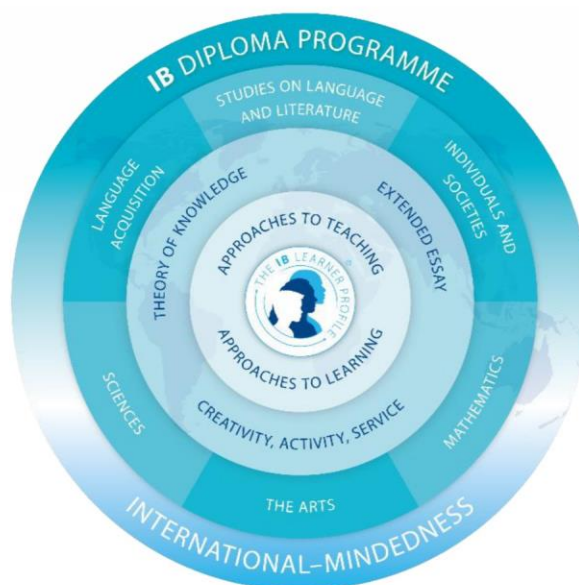 IB DIPLOMA PROGRAMME
STUDIES ON LANGUAGE
AND LITERATURE
LANGUAGE
ACQUISITION
INDIVIDUALS AND
SOCIETIES
THEORY OF KNOWLEDGE
EXTENDED ESSAY
APPROACHES TO TEACHING
THE IB LEARNER PROFILE
APPROACHES TO LEARNING
CREATIVITY, ACTIVITY, SERVICE
SCIENCES
MATHEMATICS
THE ARTS
INTERNATIONAL–MINDEDNESS